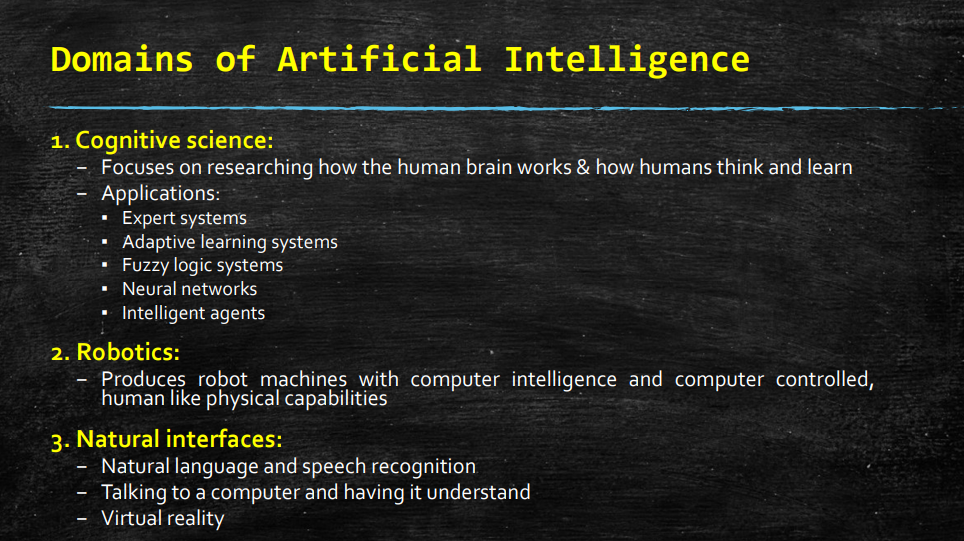 Domains of Artificial Intelligence
1. Cognitive science:
– Focuses on researching how the human brain works & how humans think and learn
– Applications:
▪ Expert systems
▪ Adaptive learning systems
▪ Fuzzy logic systems
▪ Neural networks
▪ Intelligent agents
2. Robotics:
– Produces robot machines with computer intelligence and computer controlled,
human like physical capabilities
3. Natural interfaces:
– Natural language and speech recognition
– Talking to a computer and having it understand
– Virtual reality